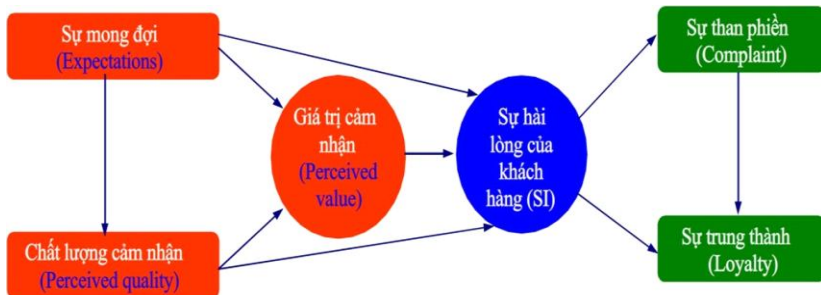 Sự mong đợi
(Expectations)
Sự than phiền
(Complaint)
Giá trị cảm
nhận
(Perceived
value)
Sự hài
lòng của
khách
hàng (SI)
Chất lượng cảm nhận
(Perceived quality)
Sự trung thành
(Loyalty)